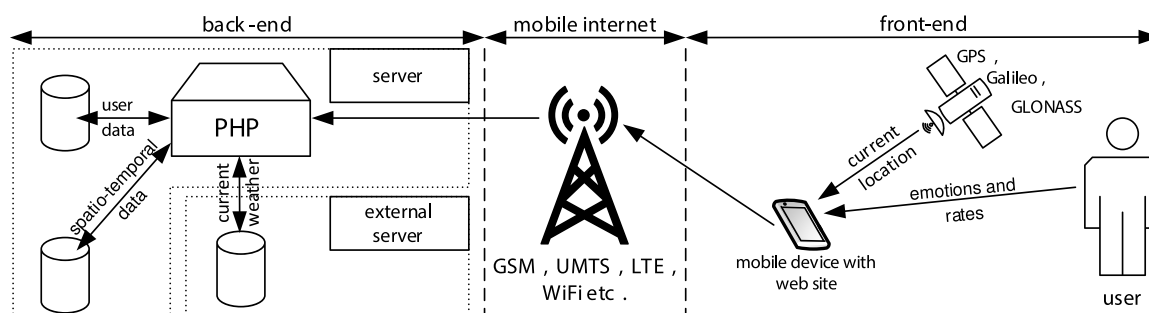 back-end
mobile internet
front-end
server
user
data
PHP
spatio-temporal
data
current
weather
external
server
GSM , UMTS , LTE ,
WiFi etc .
GPS ,
Galileo ,
GLONASS
current
location
emotions and
rates
mobile device with
web site
user